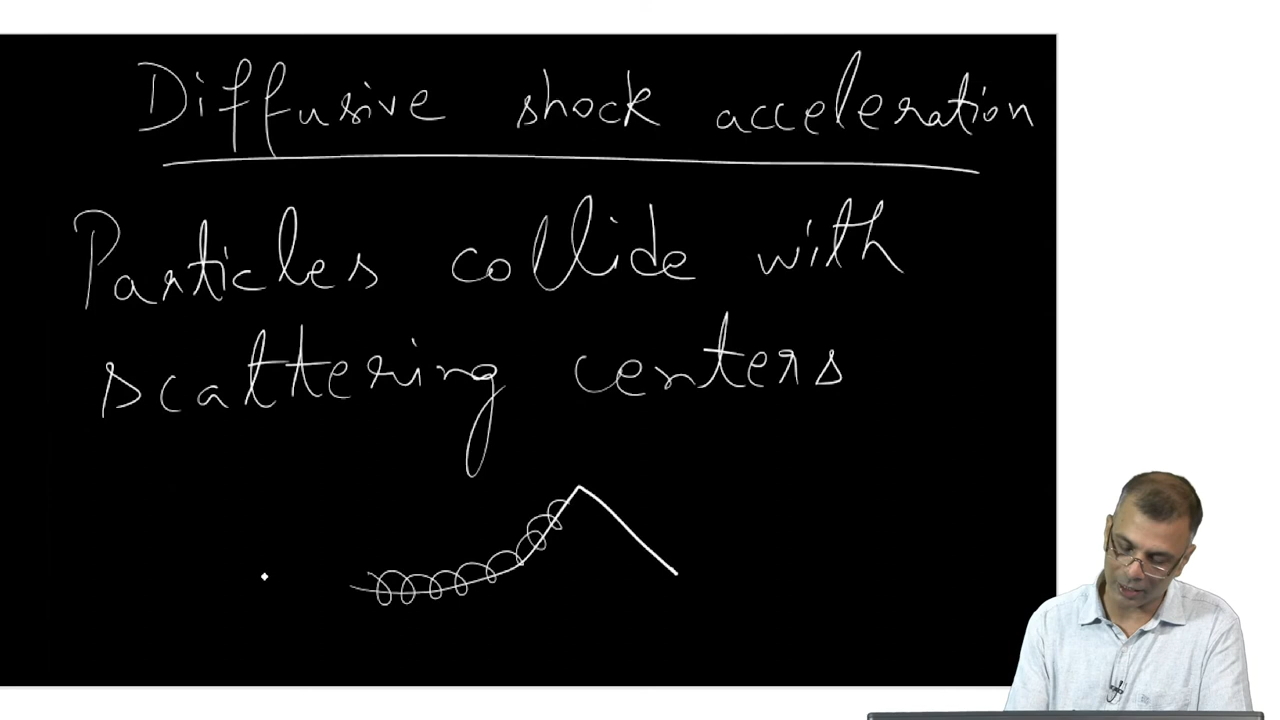 Diffusive shock acceleration
Particles collide with
scattering centers